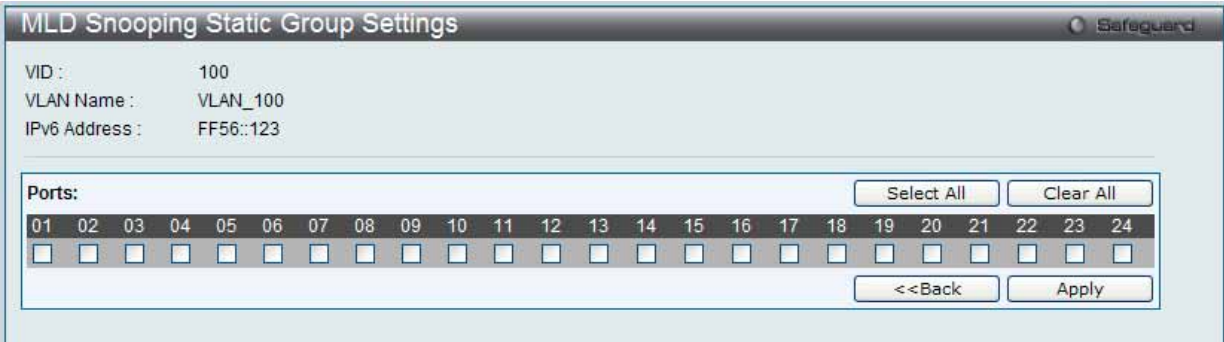 MLD Snooping Static Group Settings Safeguard
VID : 100
VLAN Name : VLAN_100
IPv6 Address : FF56::123
Ports: Select All Clear All
01 02 03 04 05 06 07 08 09 10 11 12 13 14 15 16 17 18 19 20 21 22 23 24
<<Back Apply